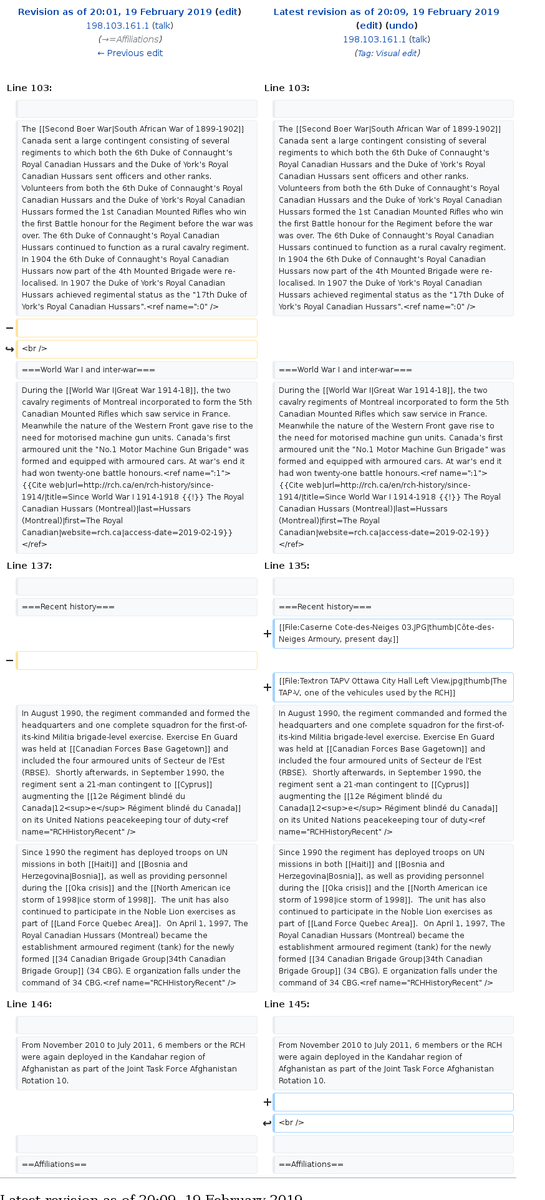 Revision as of 20:01, 19 February 2019 (edit)
198.103.161.1 (talk)
(→=Affiliations)
← Previous edit
Latest revision as of 20:09, 19 February 2019
(edit) (undo)
198.103.161.1 (talk)
(Tag: Visual edit)
Line 103:
Line 103:
The [[Second Boer War|South African War of 1899-1902]]
Canada sent a large contingent consisting of several
regiments to which both the 6th Duke of Connaught's
Royal Canadian Hussars and the Duke of York's Royal
Canadian Hussars sent officers and other ranks.
Volunteers from both the 6th Duke of Connaught's Royal
Canadian Hussars and the Duke of York's Royal Canadian
Hussars formed the 1st Canadian Mounted Rifles who win
the first Battle honour for the Regiment before the war was
over. The 6th Duke of Connaught's Royal Canadian
Hussars continued to function as a rural cavalry regiment.
In 1904 the 6th Duke of Connaught's Royal Canadian
Hussars now part of the 4th Mounted Brigade were re-
localised. In 1907 the Duke of York's Royal Canadian
Hussars achieved regimental status as the "17th Duke of
York's Royal Canadian Hussars".<ref name=":0" />
The [[Second Boer War|South African War of 1899-1902]]
Canada sent a large contingent consisting of several
regiments to which both the 6th Duke of Connaught's
Royal Canadian Hussars and the Duke of York's Royal
Canadian Hussars sent officers and other ranks.
Volunteers from both the 6th Duke of Connaught's Royal
Canadian Hussars and the Duke of York's Royal Canadian
Hussars formed the 1st Canadian Mounted Rifles who win
the first Battle honour for the Regiment before the war
was over. The 6th Duke of Connaught's Royal Canadian
Hussars continued to function as a rural cavalry regiment.
In 1904 the 6th Duke of Connaught's Royal Canadian
Hussars now part of the 4th Mounted Brigade were re-
localised. In 1907 the Duke of York's Royal Canadian
Hussars achieved regimental status as the "17th Duke of
York's Royal Canadian Hussars".<ref name=":0" />
−
↪ <br />
===World War I and inter-war===
===World War I and inter-war===
During the [[World War I|Great War 1914-18]], the two
cavalry regiments of Montreal incorporated to form the 5th
Canadian Mounted Rifles which saw service in France.
Meanwhile the nature of the Western Front gave rise to the
need for motorised machine gun units. Canada's first
armoured unit the "No.1 Motor Machine Gun Brigade" was
formed and equipped with armoured cars. At war's end it
had won twenty-one battle honours.<ref name=":1">
{{Cite web|url=http://rch.ca/en/rch-history/since-
1914/|title=Since World War I 1914-1918 {{!}} The Royal
Canadian Hussars (Montreal)|last=Hussars
(Montreal)|first=The Royal
Canadian|website=rch.ca|access-date=2019-02-19}}
</ref>
During the [[World War I|Great War 1914-18]], the two
cavalry regiments of Montreal incorporated to form the 5th
Canadian Mounted Rifles which saw service in France.
Meanwhile the nature of the Western Front gave rise to
the need for motorised machine gun units. Canada's first
armoured unit the "No.1 Motor Machine Gun Brigade"
was formed and equipped with armoured cars. At war's end
it had won twenty-one battle honours.<ref name=":1">
{{Cite web|url=http://rch.ca/en/rch-history/since-
1914/|title=Since World War I 1914-1918 {{!}} The Royal
Canadian Hussars (Montreal)|last=Hussars
(Montreal)|first=The Royal
Canadian|website=rch.ca|access-date=2019-02-19}}
</ref>
Line 137:
Line 135:
===Recent history===
===Recent history===
+ [[File:Caserne Cote-des-Neiges 03.JPG|thumb|Côte-des-
Neiges Armoury, present day.]]
−
+ [[File:Textron TAPV Ottawa City Hall Left View.jpg|thumb|The
TAP-V, one of the vehicules used by the RCH]]
In August 1990, the regiment commanded and formed the
headquarters and one complete squadron for the first-of-
its-kind Militia brigade-level exercise. Exercise En Guard
was held at [[Canadian Forces Base Gagetown]] and
included the four armoured units of Secteur de l'Est
(RBSE).  Shortly afterwards, in September 1990, the
regiment sent a 21-man contingent to [[Cyprus]]
augmenting the [[12e Régiment blindé du
Canada|12<sup>e</sup> Régiment blindé du Canada]]
on its United Nations peacekeeping tour of duty.<ref
name="RCHHistoryRecent" />
In August 1990, the regiment commanded and formed the
headquarters and one complete squadron for the first-of-
its-kind Militia brigade-level exercise. Exercise En Guard
was held at [[Canadian Forces Base Gagetown]] and
included the four armoured units of Secteur de l'Est
(RBSE).  Shortly afterwards, in September 1990, the
regiment sent a 21-man contingent to [[Cyprus]]
augmenting the [[12e Régiment blindé du
Canada|12<sup>e</sup> Régiment blindé du Canada]]
on its United Nations peacekeeping tour of duty.<ref
name="RCHHistoryRecent" />
Since 1990 the regiment has deployed troops on UN
missions in both [[Haiti]] and [[Bosnia and
Herzegovina|Bosnia]], as well as providing personnel
during the [[Oka crisis]] and the [[North American ice
storm of 1998|ice storm of 1998]].  The unit has also
continued to participate in the Noble Lion exercises as
part of [[Land Force Quebec Area]].  On April 1, 1997, The
Royal Canadian Hussars (Montreal) became the
establishment armoured regiment (tank) for the newly
formed [[34 Canadian Brigade Group|34th Canadian
Brigade Group]] (34 CBG). E organization falls under the
command of 34 CBG.<ref name="RCHHistoryRecent" />
Since 1990 the regiment has deployed troops on UN
missions in both [[Haiti]] and [[Bosnia and
Herzegovina|Bosnia]], as well as providing personnel
during the [[Oka crisis]] and the [[North American ice
storm of 1998|ice storm of 1998]].  The unit has also
continued to participate in the Noble Lion exercises as
part of [[Land Force Quebec Area]].  On April 1, 1997, The
Royal Canadian Hussars (Montreal) became the
establishment armoured regiment (tank) for the newly
formed [[34 Canadian Brigade Group|34th Canadian
Brigade Group]] (34 CBG). E organization falls under the
command of 34 CBG.<ref name="RCHHistoryRecent" />
Line 146:
Line 145:
From November 2010 to July 2011, 6 members or the RCH
were again deployed in the Kandahar region of
Afghanistan as part of the Joint Task Force Afghanistan
Rotation 10.
From November 2010 to July 2011, 6 members or the RCH
were again deployed in the Kandahar region of
Afghanistan as part of the Joint Task Force Afghanistan
Rotation 10.
+
↩ <br />
==Affiliations==
==Affiliations==
Latest revision as of 20:09, 19 February 2019